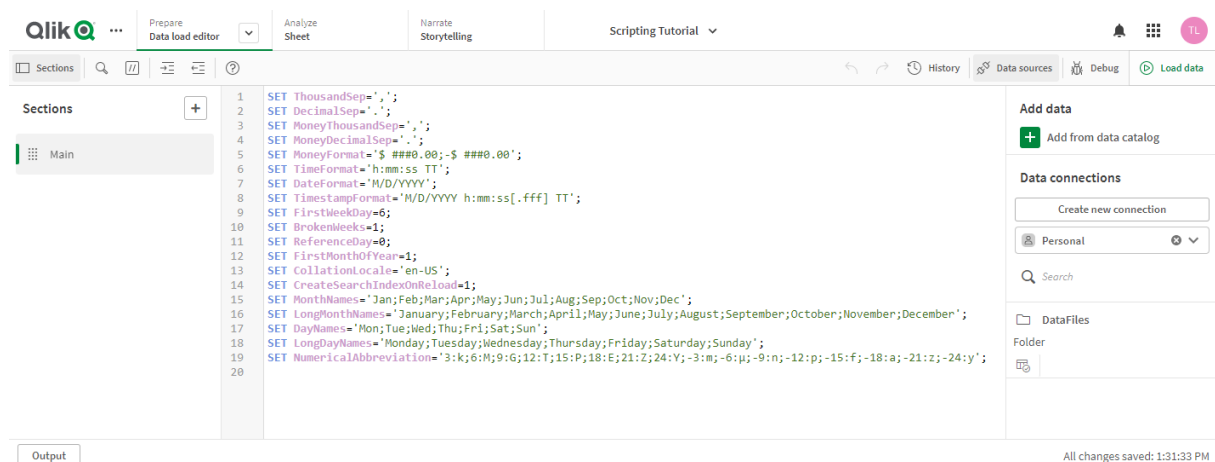 Qlik
Prepare
Data load editor
Analyze
Sheet
Narrate
Storytelling
Scripting Tutorial
TL
Sections
//
?
History
Data sources
Debug
Load data
Sections
+
Main
1 SET ThousandSep=',';
2 SET DecimalSep='.';
3 SET MoneyThousandSep=',';
4 SET MoneyDecimalSep='.';
5 SET MoneyFormat='$ ###0.00;-$ ###0.00';
6 SET TimeFormat='h:mm:ss TT';
7 SET DateFormat='M/D/YYYY';
8 SET TimestampFormat='M/D/YYYY h:mm:ss[.fff] TT';
9 SET FirstWeekDay=6;
10 SET BrokenWeeks=1;
11 SET ReferenceDay=0;
12 SET FirstMonthOfYear=1;
13 SET CollationLocale='en-US';
14 SET CreateSearchIndexOnReload=1;
15 SET MonthNames='Jan;Feb;Mar;Apr;May;Jun;Jul;Aug;Sep;Oct;Nov;Dec';
16 SET LongMonthNames='January;February;March;April;May;June;July;August;September;October;November;December';
17 SET DayNames='Mon;Tue;Wed;Thu;Fri;Sat;Sun';
18 SET LongDayNames='Monday;Tuesday;Wednesday;Thursday;Friday;Saturday;Sunday';
19 SET NumericalAbbreviation='3:k;6:M;9:G;12:T;15:P;18:E;21:Z;24:Y;-3:m;-6:μ;-9:n;-12:p;-15:f;-18:a;-21:z;-24:y';
20
Add data
+ Add from data catalog
Data connections
Create new connection
Personal
Search
DataFiles
Folder
Output
All changes saved: 1:31:33 PM